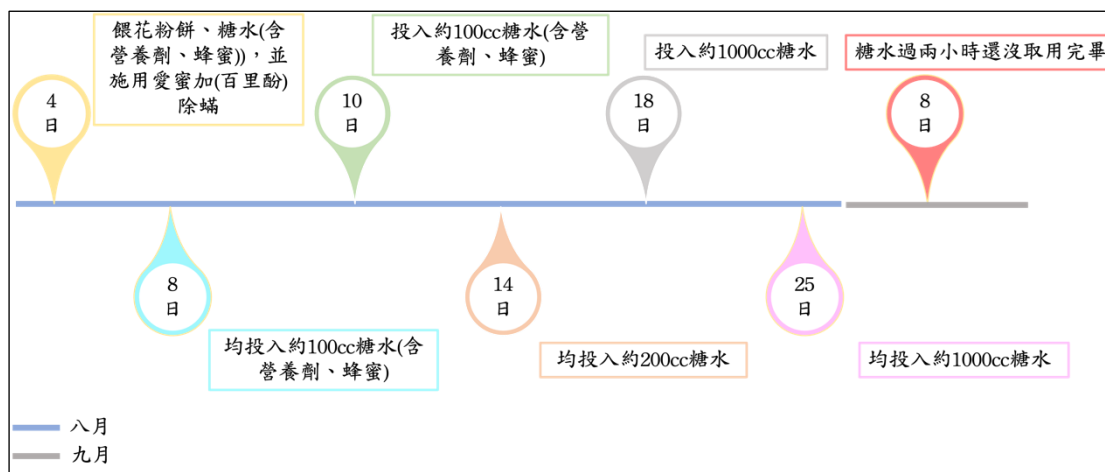 餵花粉餅、糖水(含
營養劑、蜂蜜))，並
施用愛蜜加(百里酚)
除蟎
投入約100cc糖水(含營
養劑、蜂蜜)
投入約1000cc糖水
糖水過兩小時還沒取用完畢
4
日
10
日
18
日
8
日
8
日
14
日
25
日
均投入約100cc糖水(含
營養劑、蜂蜜)
均投入約200cc糖水
均投入約1000cc糖水
八月
九月